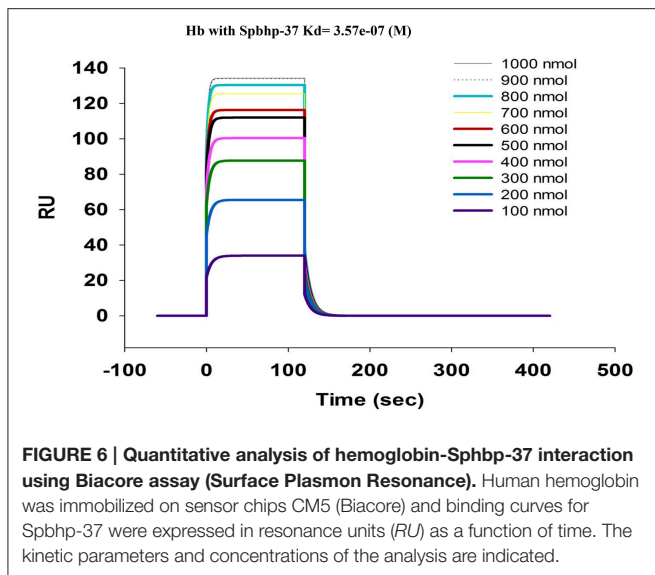 Hb with Spbhp-37 Kd= 3.57e-07 (M)
140
120
100
80
60
40
20
0
RU
1000 nmol
900 nmol
800 nmol
700 nmol
600 nmol
500 nmol
400 nmol
300 nmol
200 nmol
100 nmol
-100 0 100 200 300 400 500
Time (sec)
FIGURE 6 | Quantitative analysis of hemoglobin-Sphbp-37 interaction
using Biacore assay (Surface Plasmon Resonance). Human hemoglobin
was immobilized on sensor chips CM5 (Biacore) and binding curves for
Spbhp-37 were expressed in resonance units (RU) as a function of time. The
kinetic parameters and concentrations of the analysis are indicated.